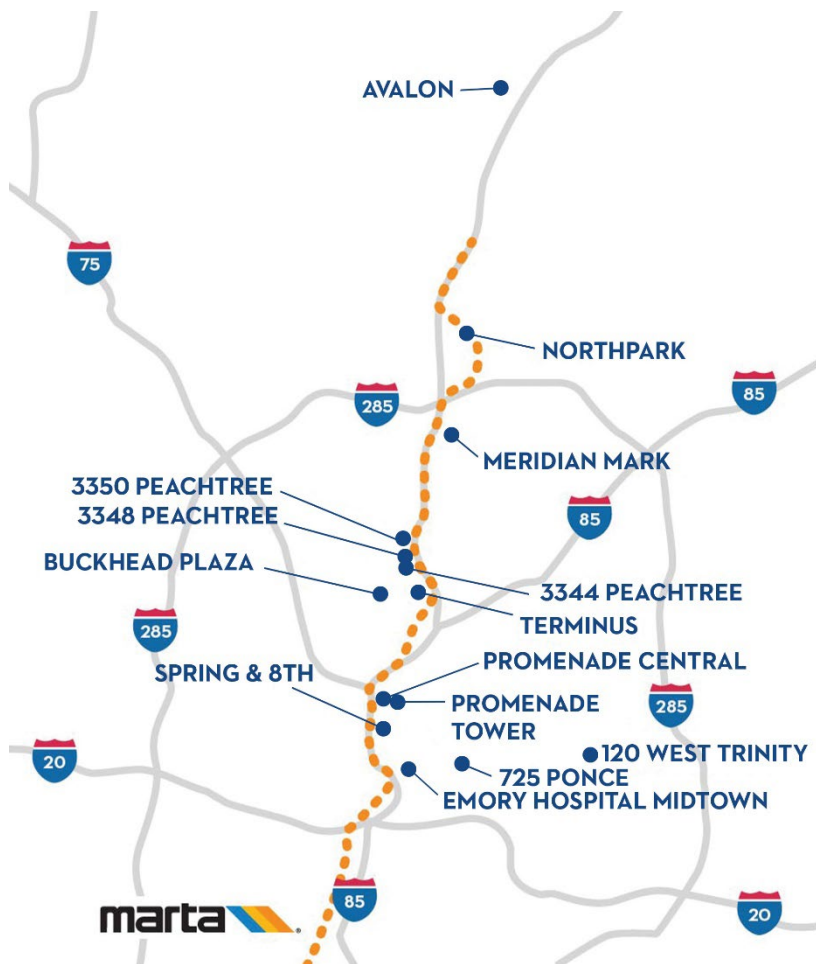 AVALON
75
NORTHPARK
85
285
MERIDIAN MARK
3350 PEACHTREE
3348 PEACHTREE
85
BUCKHEAD PLAZA
3344 PEACHTREE
TERMINUS
285
PROMENADE CENTRAL
SPRING & 8TH
PROMENADE
TOWER
285
120 WEST TRINITY
20
725 PONCE
EMORY HOSPITAL MIDTOWN
85
marta
20